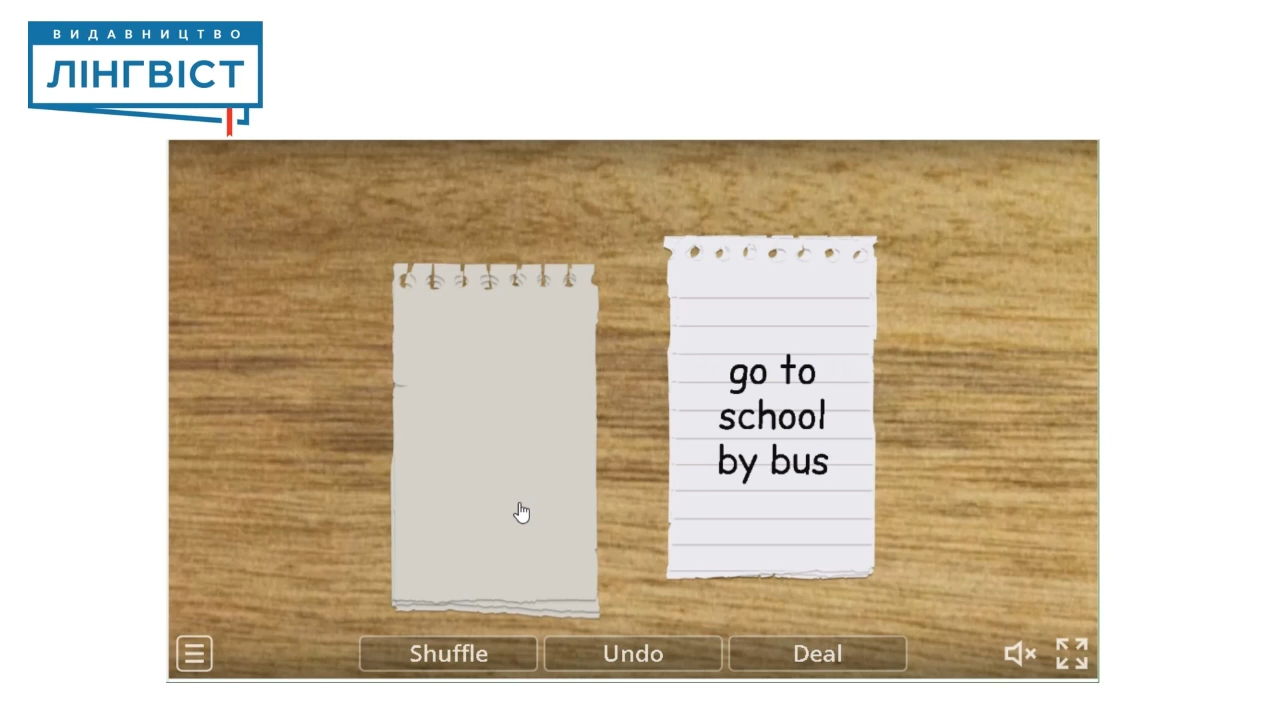 ВИДАВНИЦТВО
ЛІНГВІСТ
go to
school
by bus
Shuffle
Undo
Deal